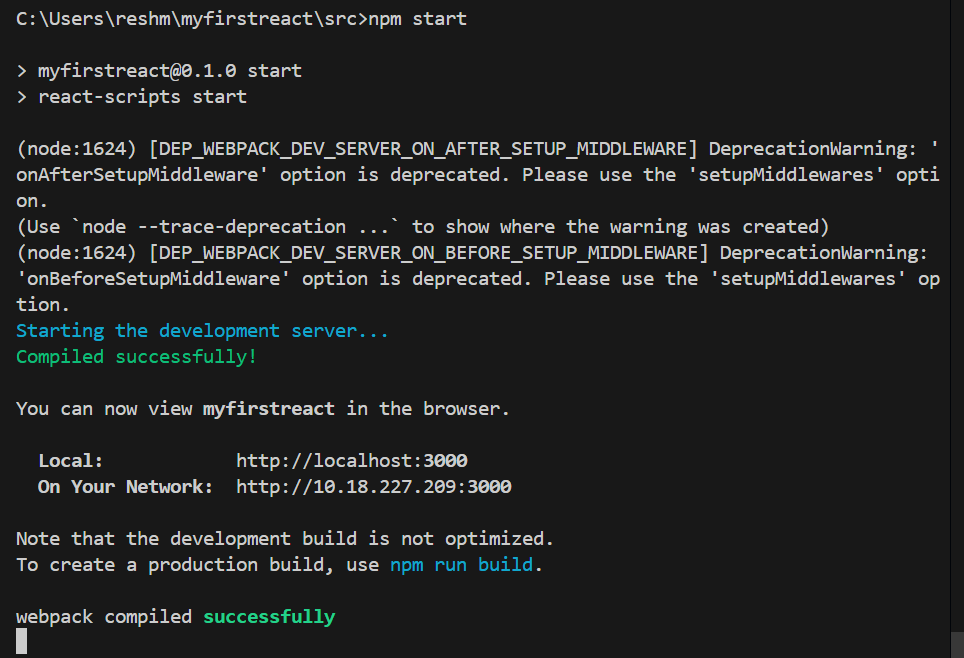 C:\Users\reshm\myfirstreact\src>npm start
> myfirstreact@0.1.0 start
> react-scripts start
(node:1624) [DEP_WEBPACK_DEV_SERVER_ON_AFTER_SETUP_MIDDLEWARE] DeprecationWarning: '
onAfterSetupMiddleware' option is deprecated. Please use the 'setupMiddlewares' opti
on.
(Use `node --trace-deprecation ...` to show where the warning was created)
(node:1624) [DEP_WEBPACK_DEV_SERVER_ON_BEFORE_SETUP_MIDDLEWARE] DeprecationWarning: 
'onBeforeSetupMiddleware' option is deprecated. Please use the 'setupMiddlewares' op
tion.
Starting the development server...
Compiled successfully!
You can now view myfirstreact in the browser.
Local:            http://localhost:3000
On Your Network:  http://10.18.227.209:3000
Note that the development build is not optimized.
To create a production build, use npm run build.
webpack compiled successfully